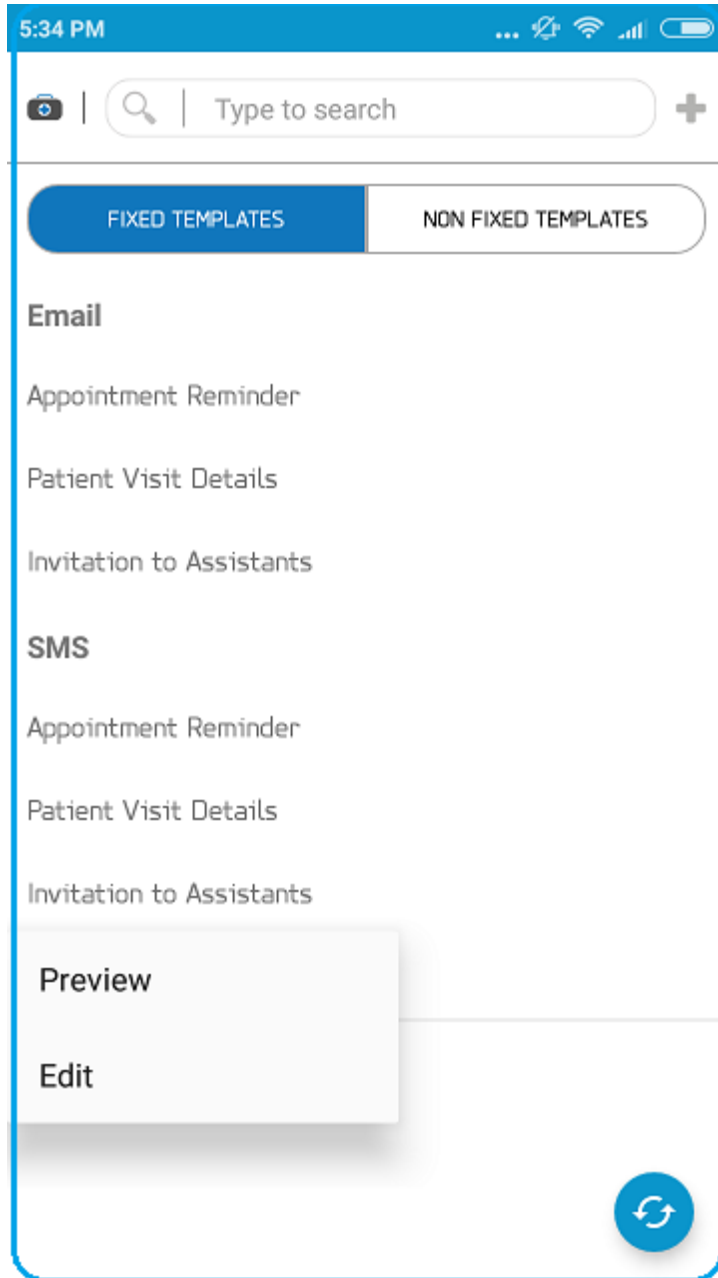 5:34 PM
Type to search
FIXED TEMPLATES
NON FIXED TEMPLATES
Email
Appointment Reminder
Patient Visit Details
Invitation to Assistants
SMS
Appointment Reminder
Patient Visit Details
Invitation to Assistants
Preview
Edit